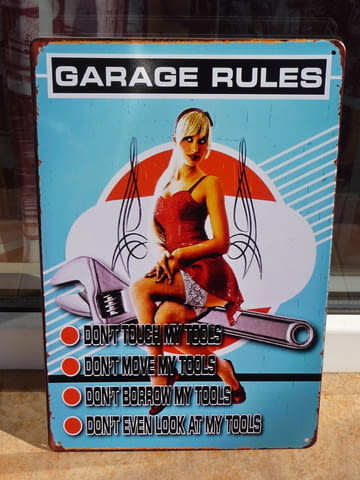 GARAGE RULES
DON'T TOUCH MY TOOLS
DON'T MOVE MY TOOLS
DON'T BORROW MY TOOLS
DON'T EVEN LOOK AT MY TOOLS